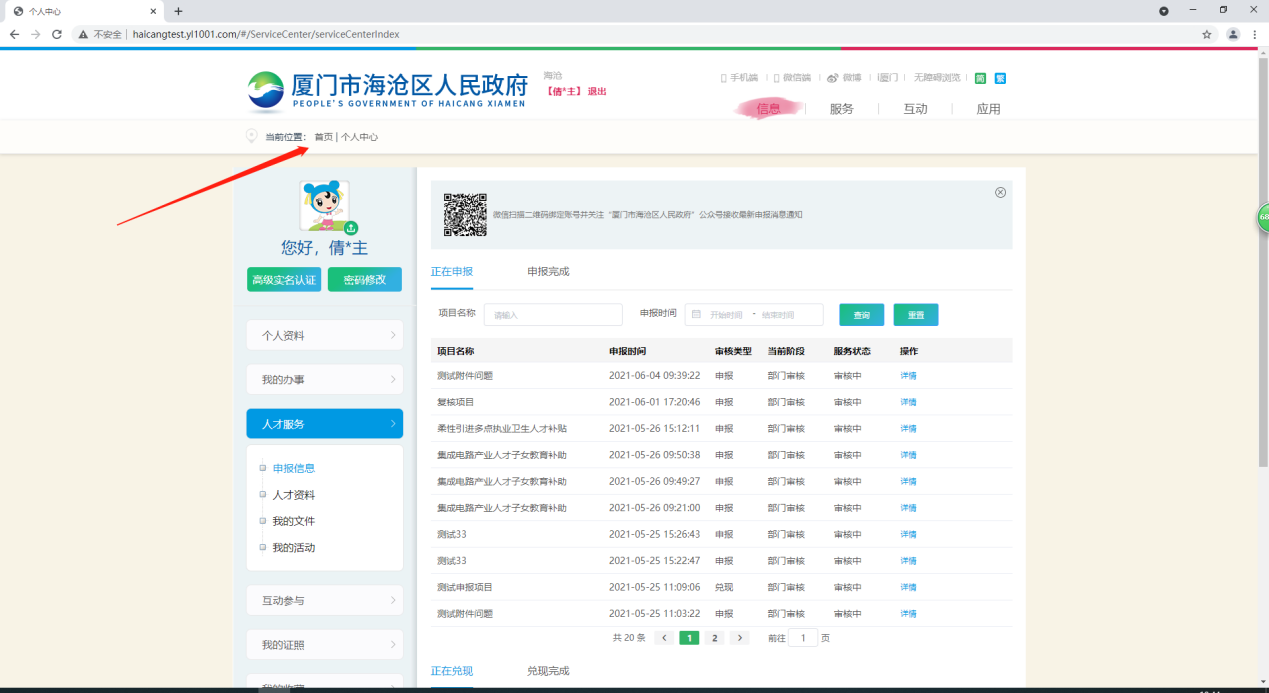 个人中心
不安全 | haicangtest.yl1001.com/#/ServiceCenter/serviceCenterIndex
厦门市海沧区人民政府
PEOPLE'S GOVERNMENT OF HAICANG XIAMEN
海沧
【倩*主】 退出
手机端 | 微信端 | 微博 | i厦门 | 无障碍浏览 | 简 繁
信息 | 服务 | 互动 | 应用
当前位置: 首页 | 个人中心
您好, 倩*主
高级实名认证 密码修改
个人资料
我的办事
人才服务
申报信息
人才资料
我的文件
我的活动
互动参与
我的证照
我的收藏
微信扫描二维码绑定账号并关注“厦门市海沧区人民政府”公众号接收最新申报消息通知
68
正在申报 申报完成
项目名称 请输入 申报时间 开始时间 - 结束时间 查询 重置
项目名称 申报时间 审核类型 当前阶段 服务状态 操作
测试附件问题 2021-06-04 09:39:22 申报 部门审核 审核中 详情
复核项目 2021-06-01 17:20:46 申报 部门审核 审核中 详情
柔性引进多点执业卫生人才补贴 2021-05-26 15:12:11 申报 部门审核 审核中 详情
集成电路产业人才子女教育补助 2021-05-26 09:50:38 申报 部门审核 审核中 详情
集成电路产业人才子女教育补助 2021-05-26 09:49:27 申报 部门审核 审核中 详情
集成电路产业人才子女教育补助 2021-05-26 09:21:00 申报 部门审核 审核中 详情
测试33 2021-05-25 15:26:43 申报 部门审核 审核中 详情
测试33 2021-05-25 15:22:47 申报 部门审核 审核中 详情
测试申报项目 2021-05-25 11:09:06 兑现 部门审核 审核中 详情
测试附件问题 2021-05-25 11:03:22 申报 部门审核 审核中 详情
共 20 条 < 1 2 > 前往 1 页
正在兑现 兑现完成